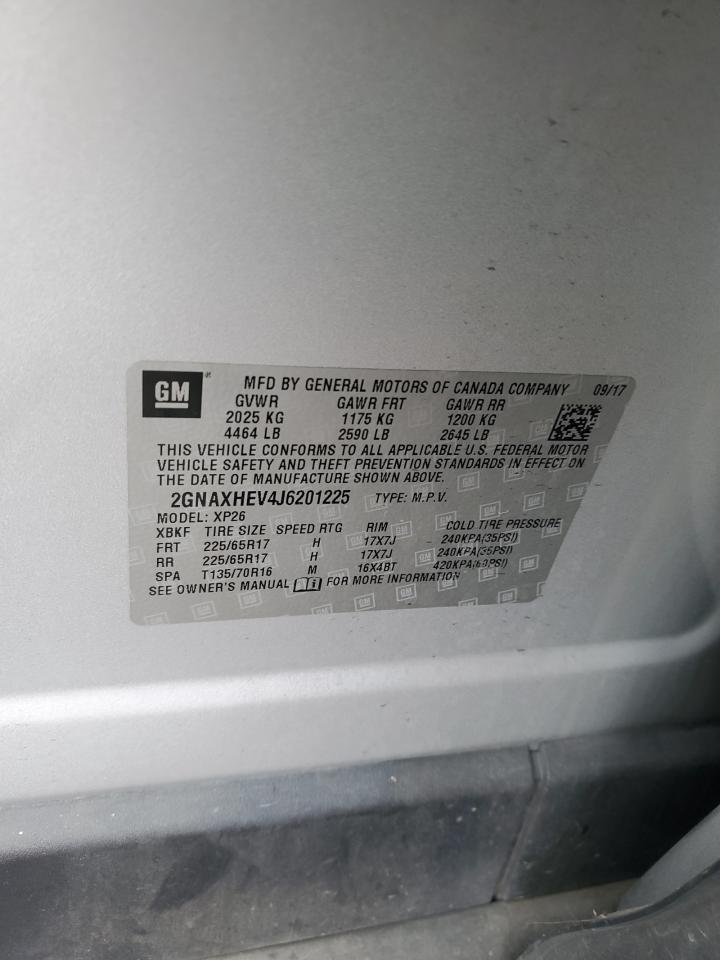 GM
MFD BY GENERAL MOTORS OF CANADA COMPANY 09/17
GVWR GAWR FRT GAWR RR
2025 KG 1175 KG 1200 KG
4464 LB 2590 LB 2645 LB
THIS VEHICLE CONFORMS TO ALL APPLICABLE U.S. FEDERAL MOTOR
VEHICLE SAFETY AND THEFT PREVENTION STANDARDS IN EFFECT ON
THE DATE OF MANUFACTURE SHOWN ABOVE.
2GNAXHEV4J6201225 TYPE: M.P.V.
MODEL: XP26
XBKF TIRE SIZE SPEED RTG RIM COLD TIRE PRESSURE
FRT 225/65R17 H 17X7J 240KPA(35PSI)
RR 225/65R17 H 17X7J 240KPA(35PSI)
SPA T135/70R16 M 16X4BT 420KPA(60PSI)
SEE OWNER'S MANUAL FOR MORE INFORMATION